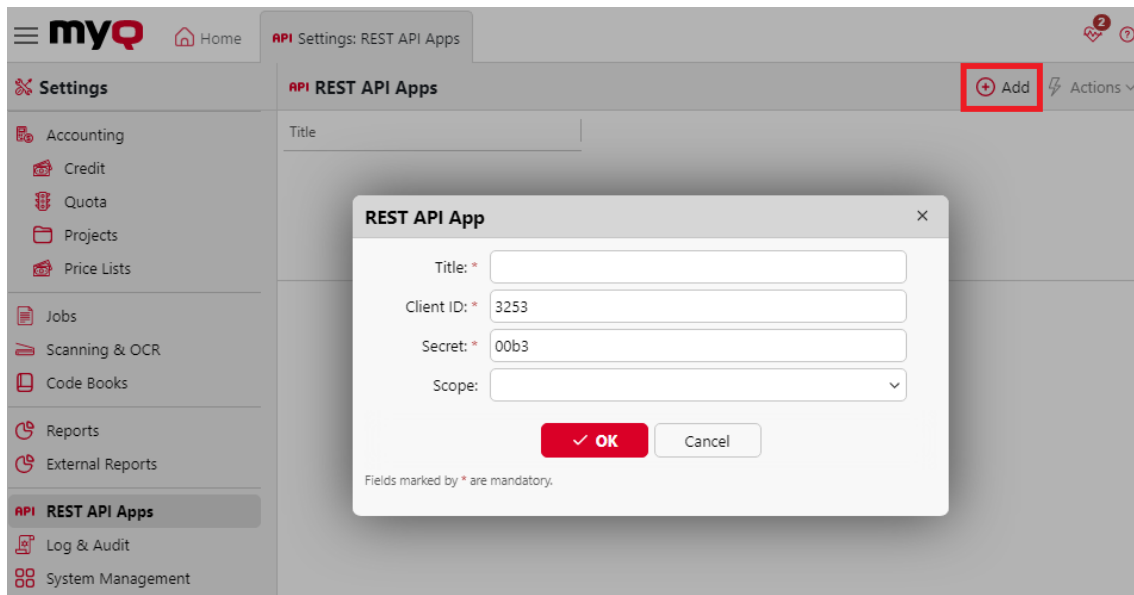 myQ Home API Settings: REST API Apps 2
Settings API REST API Apps Add Actions
Accounting Title
Credit
Quota
Projects
Price Lists
Jobs
Scanning & OCR
Code Books
Reports
External Reports
API REST API Apps
Log & Audit
System Management
REST API App
Title: *
Client ID: * 3253
Secret: * 00b3
Scope:
OK Cancel
Fields marked by * are mandatory.